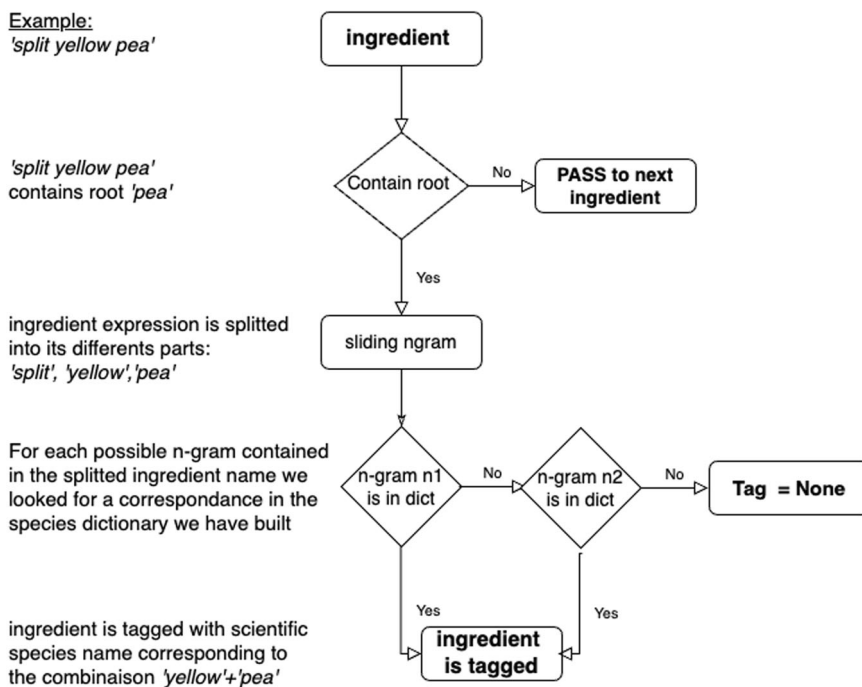 Example:
'split yellow pea'
ingredient
'split yellow pea'
contains root 'pea'
Contain root
No
PASS to next
ingredient
Yes
ingredient expression is splitted
into its differents parts:
'split', 'yellow','pea'
sliding ngram
For each possible n-gram contained
in the splitted ingredient name we
looked for a correspondance in the
species dictionary we have built
n-gram n1
is in dict
No
n-gram n2
is in dict
No
Tag = None
Yes
Yes
ingredient is tagged with scientific
species name corresponding to
the combinaison 'yellow'+'pea'
ingredient
is tagged